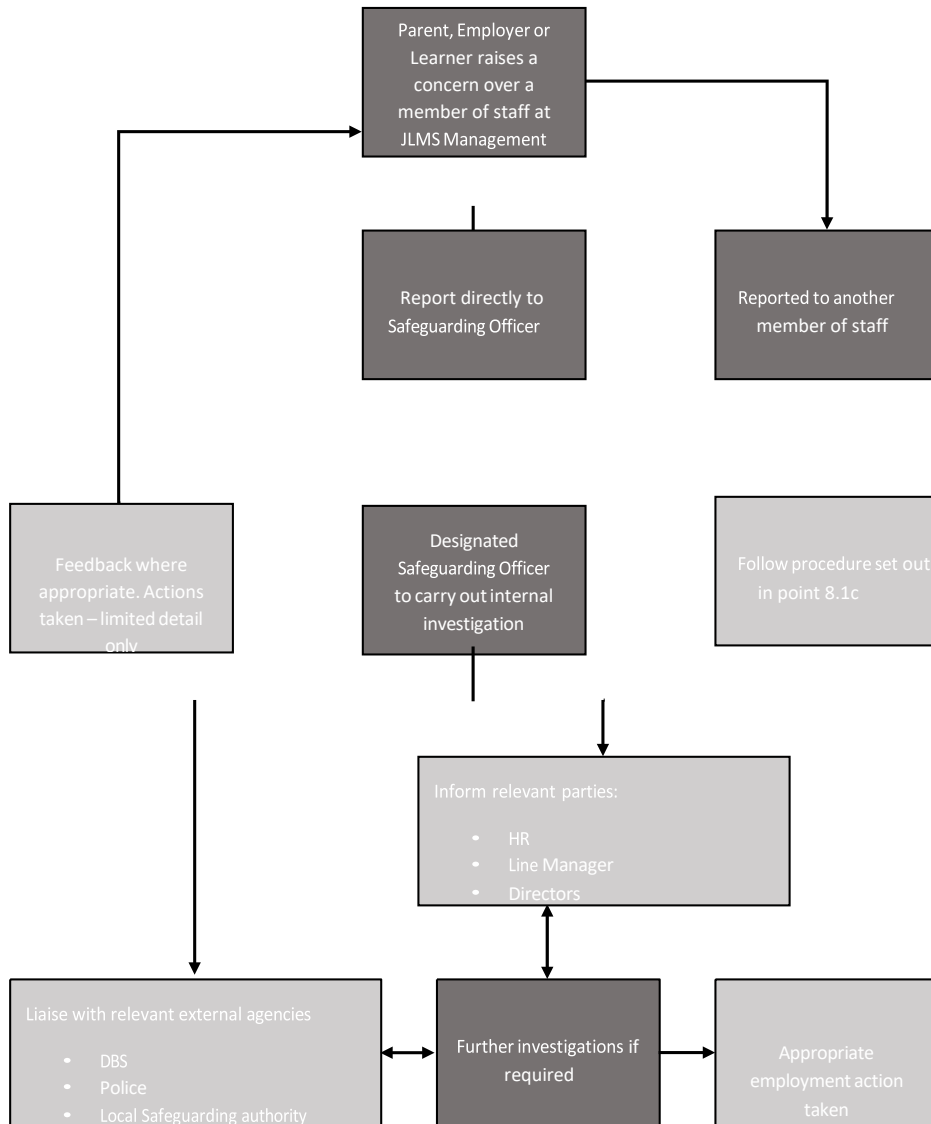 Parent, Employer or
Learner raises a
concern over a
member of staff at
JLMS Management
Report directly to
Safeguarding Officer
Reported to another
member of staff
Feedback where
appropriate. Actions
taken – limited detail
only
Designated
Safeguarding Officer
to carry out internal
investigation
Follow procedure set out
in point 8.1c
Inform relevant parties:
• HR
• Line Manager
• Directors
Liaise with relevant external agencies
• DBS
• Police
• Local Safeguarding authority
Further investigations if
required
Appropriate
employment action
taken